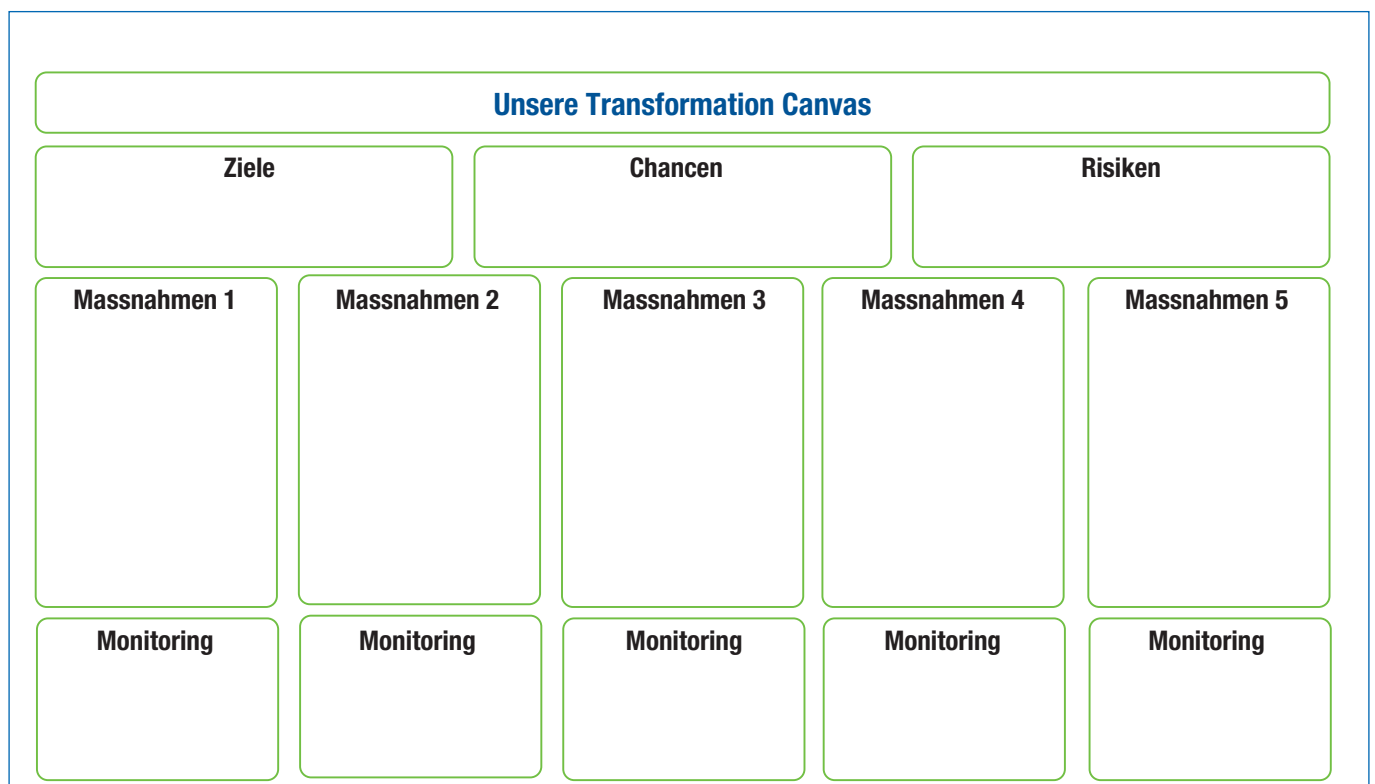 Unsere Transformation Canvas
Ziele
Chancen
Risiken
Massnahmen 1
Massnahmen 2
Massnahmen 3
Massnahmen 4
Massnahmen 5
Monitoring
Monitoring
Monitoring
Monitoring
Monitoring